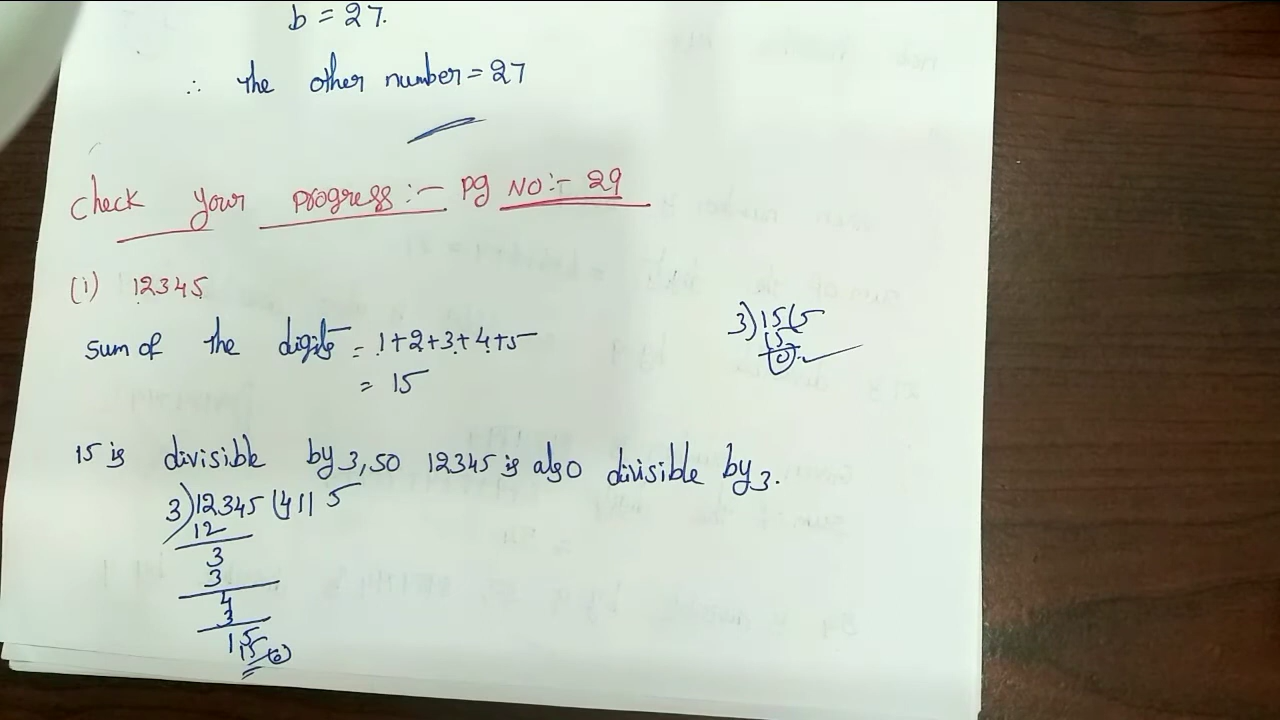 b = 27.
∴ the other number = 27
Check your progress :- Pg NO:- 29
(i) 12345
Sum of the digits = 1+2+3+4+5
= 15
3)15(5
15
0
15 is divisible by 3, so 12345 is also divisible by 3.
3)12345(4115
12
3
3
4
3
15
15
0